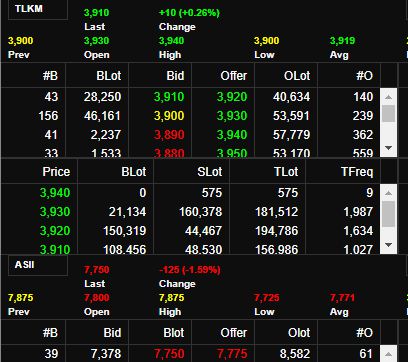 TLKM 3,910 +10 (+0.26%)
Last Change
3,900 3,930 3,940 3,900 3,919
Prev Open High Low Avg
#B BLot Bid Offer OLot #O
43 28,250 3,910 3,920 40,634 140
156 46,161 3,900 3,930 53,591 239
41 2,237 3,890 3,940 57,779 362
33 1,533 3,880 3,950 53,170 559
Price BLot SLot TLot TFreq
3,940 0 575 575 9
3,930 21,134 160,378 181,512 1,987
3,920 150,319 44,467 194,786 1,634
3,910 108,456 48,530 156,986 1,027
ASII 7,750 -125 (-1.59%)
Last Change
7,875 7,800 7,875 7,725 7,771
Prev Open High Low Avg
#B Bid Blot Offer Olot #O
39 7,378 7,750 7,775 8,582 61